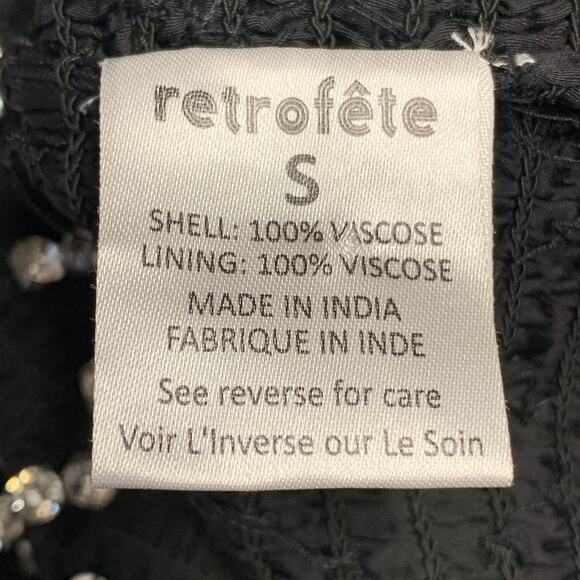 retrofête
S
SHELL: 100% VISCOSE
LINING: 100% VISCOSE
MADE IN INDIA
FABRIQUE IN INDE
See reverse for care
Voir L'Inverse our Le Soin